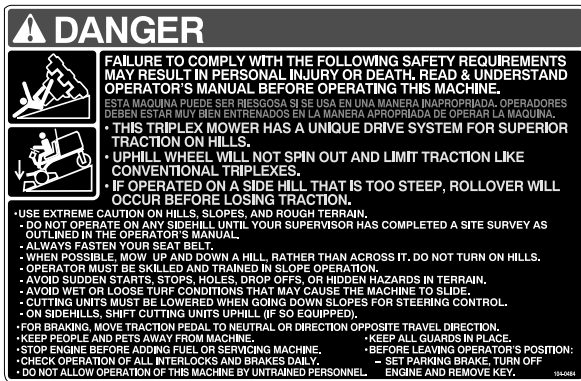 DANGER
FAILURE TO COMPLY WITH THE FOLLOWING SAFETY REQUIREMENTS
MAY RESULT IN PERSONAL INJURY OR DEATH. READ & UNDERSTAND
OPERATOR'S MANUAL BEFORE OPERATING THIS MACHINE.
ESTA MAQUINA PUEDE SER RIESGOSA SI SE USA EN UNA MANERA INAPROPRIADA. OPERADORES
DEBEN ESTAR MUY BIEN ENTRENADOS EN LA MANERA APROPRIADA DE OPERAR LA MAQUINA.
• THIS TRIPLEX MOWER HAS A UNIQUE DRIVE SYSTEM FOR SUPERIOR
TRACTION ON HILLS.
• UPHILL WHEEL WILL NOT SPIN OUT AND LIMIT TRACTION LIKE
CONVENTIONAL TRIPLEXES.
• IF OPERATED ON A SIDE HILL THAT IS TOO STEEP, ROLLOVER WILL
OCCUR BEFORE LOSING TRACTION.
•USE EXTREME CAUTION ON HILLS, SLOPES, AND ROUGH TERRAIN.
- DO NOT OPERATE ON ANY SIDEHILL UNTIL YOUR SUPERVISOR HAS COMPLETED A SITE SURVEY AS
OUTLINED IN THE OPERATOR'S MANUAL.
- ALWAYS FASTEN YOUR SEAT BELT.
- WHEN POSSIBLE, MOW UP AND DOWN A HILL, RATHER THAN ACROSS IT. DO NOT TURN ON HILLS.
- OPERATOR MUST BE SKILLED AND TRAINED IN SLOPE OPERATION.
- AVOID SUDDEN STARTS, STOPS, HOLES, DROP OFFS, OR HIDDEN HAZARDS IN TERRAIN.
- AVOID WET OR LOOSE TURF CONDITIONS THAT MAY CAUSE THE MACHINE TO SLIDE.
- CUTTING UNITS MUST BE LOWERED WHEN GOING DOWN SLOPES FOR STEERING CONTROL.
- ON SIDEHILLS, SHIFT CUTTING UNITS UPHILL (IF SO EQUIPPED).
•FOR BRAKING, MOVE TRACTION PEDAL TO NEUTRAL OR DIRECTION OPPOSITE TRAVEL DIRECTION.
•KEEP PEOPLE AND PETS AWAY FROM MACHINE.
•STOP ENGINE BEFORE ADDING FUEL OR SERVICING MACHINE.
•CHECK OPERATION OF ALL INTERLOCKS AND BRAKES DAILY.
• DO NOT ALLOW OPERATION OF THIS MACHINE BY UNTRAINED PERSONNEL.
•KEEP ALL GUARDS IN PLACE.
•BEFORE LEAVING OPERATOR'S POSITION:
– SET PARKING BRAKE, TURN OFF
ENGINE AND REMOVE KEY.
104-0484